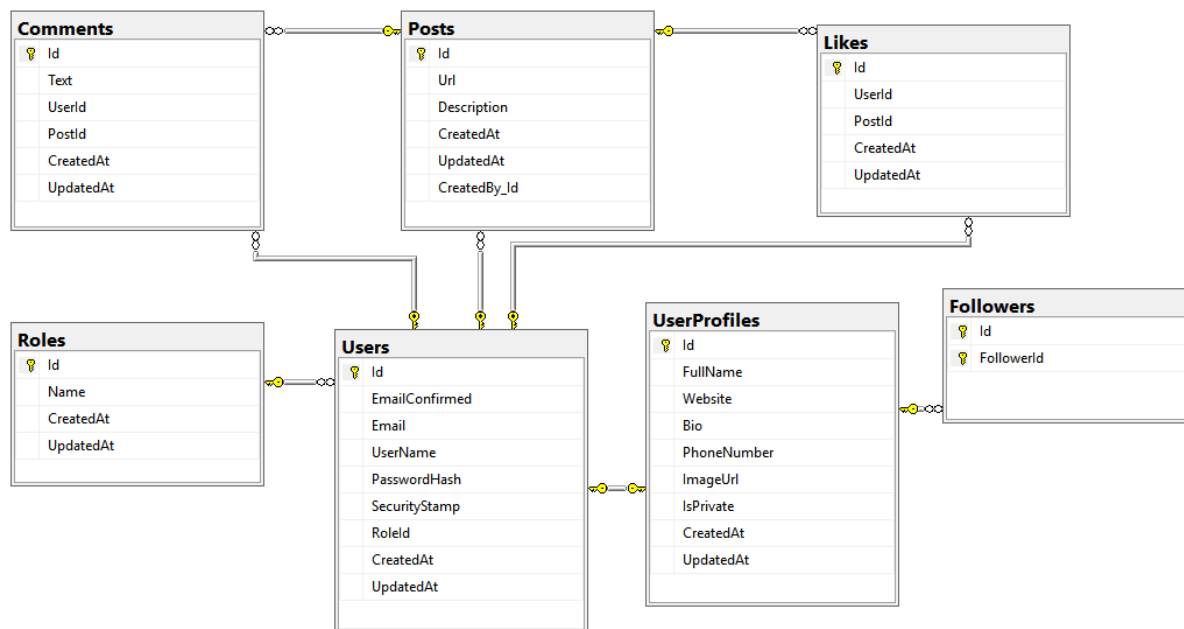 Comments
Id
Text
UserId
PostId
CreatedAt
UpdatedAt
Posts
Id
Url
Description
CreatedAt
UpdatedAt
CreatedBy_Id
Likes
Id
UserId
PostId
CreatedAt
UpdatedAt
Roles
Id
Name
CreatedAt
UpdatedAt
Users
Id
EmailConfirmed
Email
UserName
PasswordHash
SecurityStamp
RoleId
CreatedAt
UpdatedAt
UserProfiles
Id
FullName
Website
Bio
PhoneNumber
ImageUrl
IsPrivate
CreatedAt
UpdatedAt
Followers
Id
FollowerId